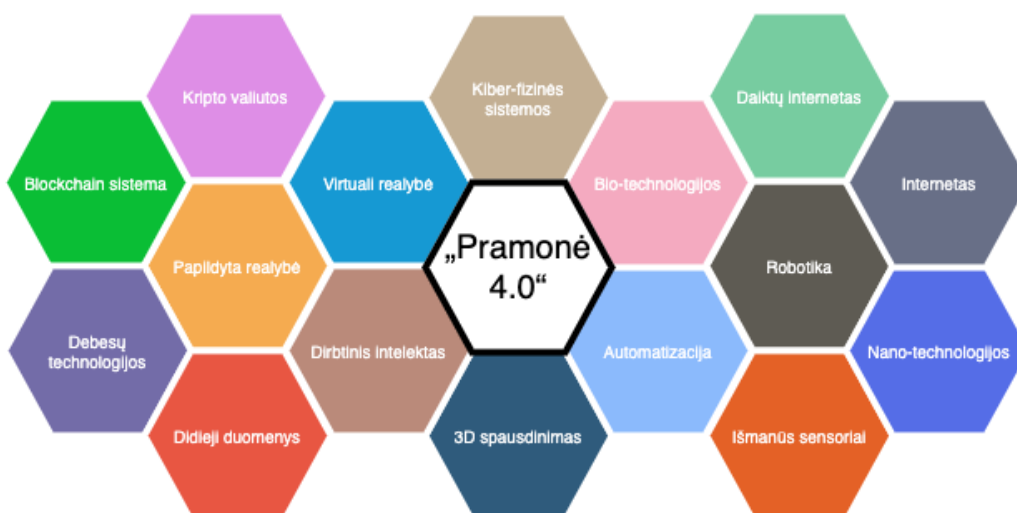 Kripto valiutos
Kiber-fizinės
sistemos
Daiktų internetas
Blockchain sistema
Virtuali realybė
Bio-technologijos
Internetas
Papildyta realybė
„Pramonė
4.0“
Robotika
Debesų
technologijos
Dirbtinis intelektas
Automatizacija
Nano-technologijos
Didieji duomenys
3D spausdinimas
Išmanūs sensoriai